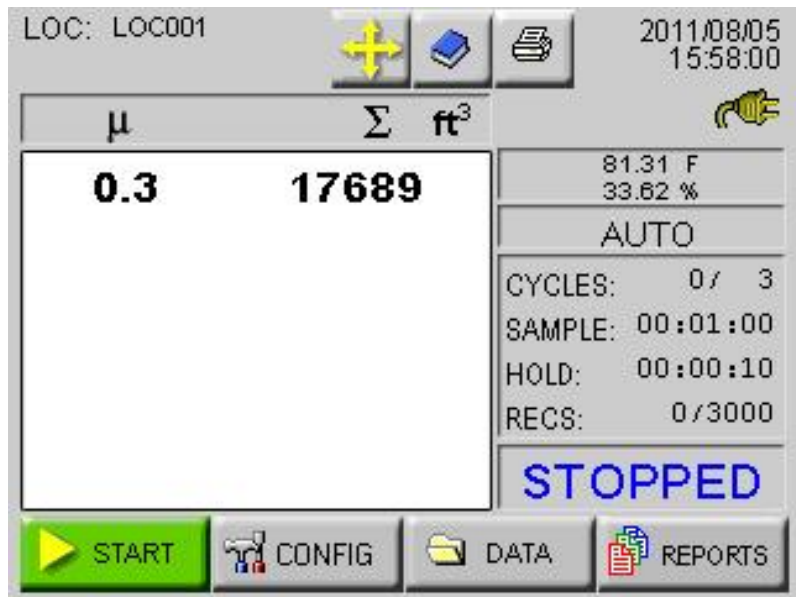 LOC: LOC001
2011/08/05
15:58:00
μ Σ ft³
0.3 17689
81.31 F
33.62 %
AUTO
CYCLES: 0/ 3
SAMPLE: 00:01:00
HOLD: 00:00:10
RECS: 0/3000
STOPPED
START CONFIG DATA REPORTS